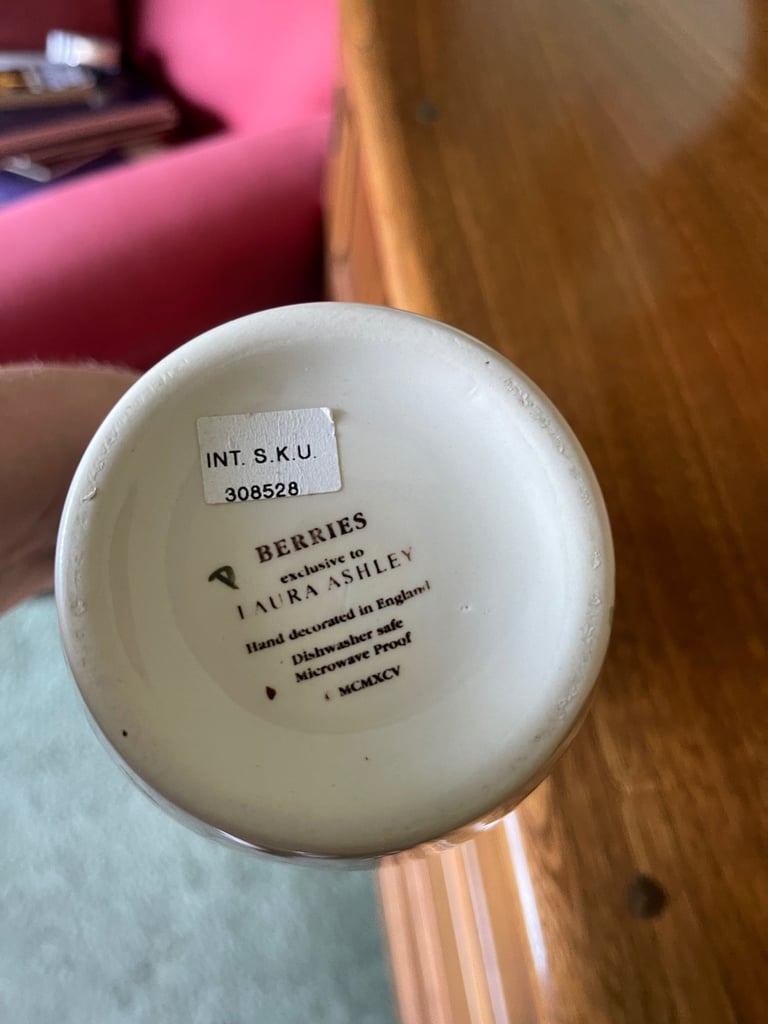 INT. S.K.U.
308528
BERRIES
exclusive to
LAURA ASHLEY
Hand decorated in England
Dishwasher safe
Microwave Proof
MCMXCV